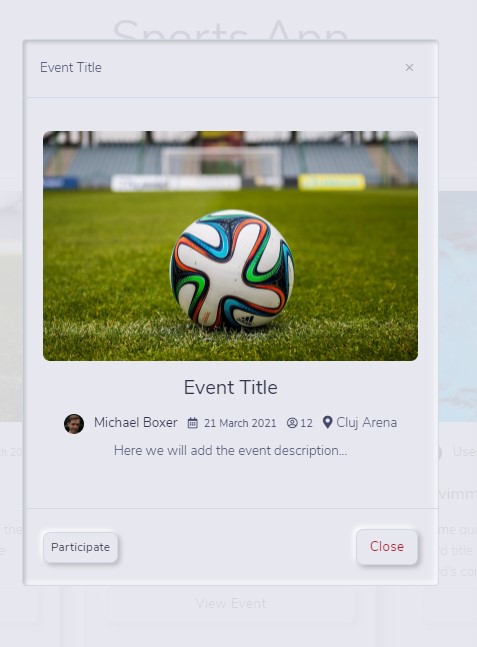 Sports App
Event Title
×
Event Title
Michael Boxer 21 March 2021 12 Cluj Arena
Here we will add the event description...
Participate
Close
View Event